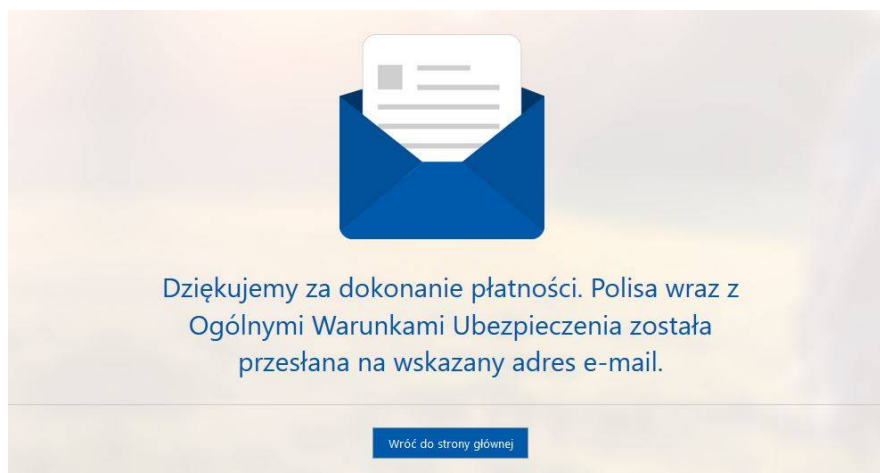 Dziękujemy za dokonanie płatności. Polisa wraz z
Ogólnymi Warunkami Ubezpieczenia została
przesłana na wskazany adres e-mail.
Wróć do strony głównej